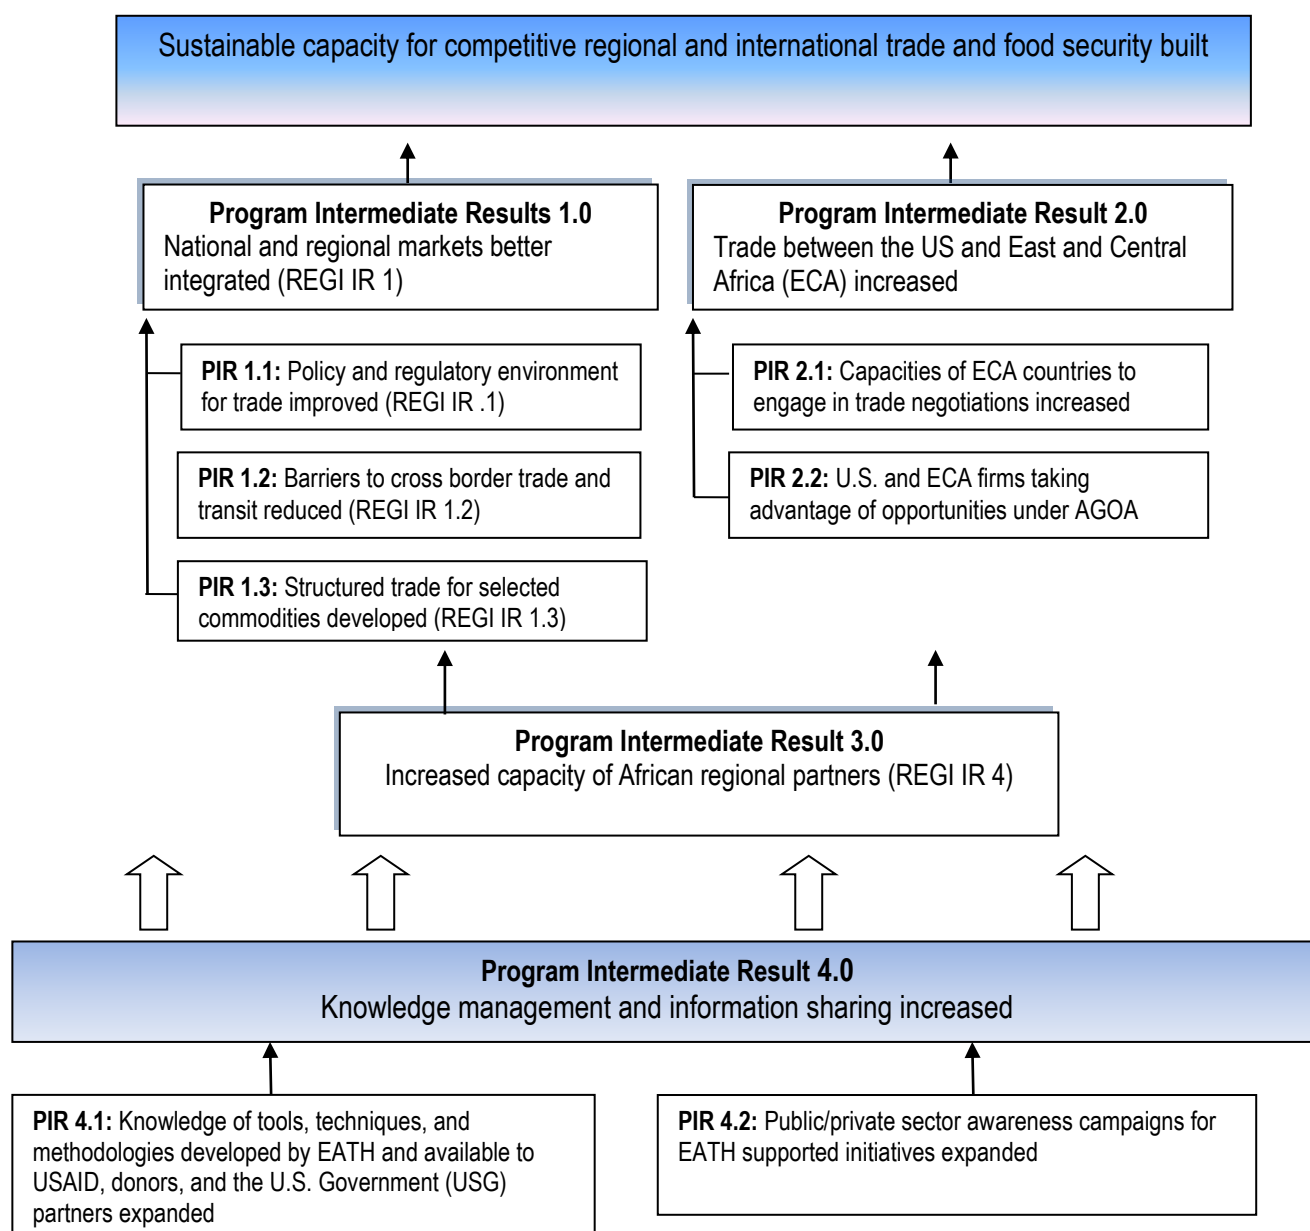 Sustainable capacity for competitive regional and international trade and food security built
Program Intermediate Results 1.0
National and regional markets better
integrated (REGI IR 1)
Program Intermediate Result 2.0
Trade between the US and East and Central
Africa (ECA) increased
PIR 1.1: Policy and regulatory environment
for trade improved (REGI IR .1)
PIR 1.2: Barriers to cross border trade and
transit reduced (REGI IR 1.2)
PIR 1.3: Structured trade for selected
commodities developed (REGI IR 1.3)
PIR 2.1: Capacities of ECA countries to
engage in trade negotiations increased
PIR 2.2: U.S. and ECA firms taking
advantage of opportunities under AGOA
Program Intermediate Result 3.0
Increased capacity of African regional partners (REGI IR 4)
Program Intermediate Result 4.0
Knowledge management and information sharing increased
PIR 4.1: Knowledge of tools, techniques, and
methodologies developed by EATH and available to
USAID, donors, and the U.S. Government (USG)
partners expanded
PIR 4.2: Public/private sector awareness campaigns for
EATH supported initiatives expanded